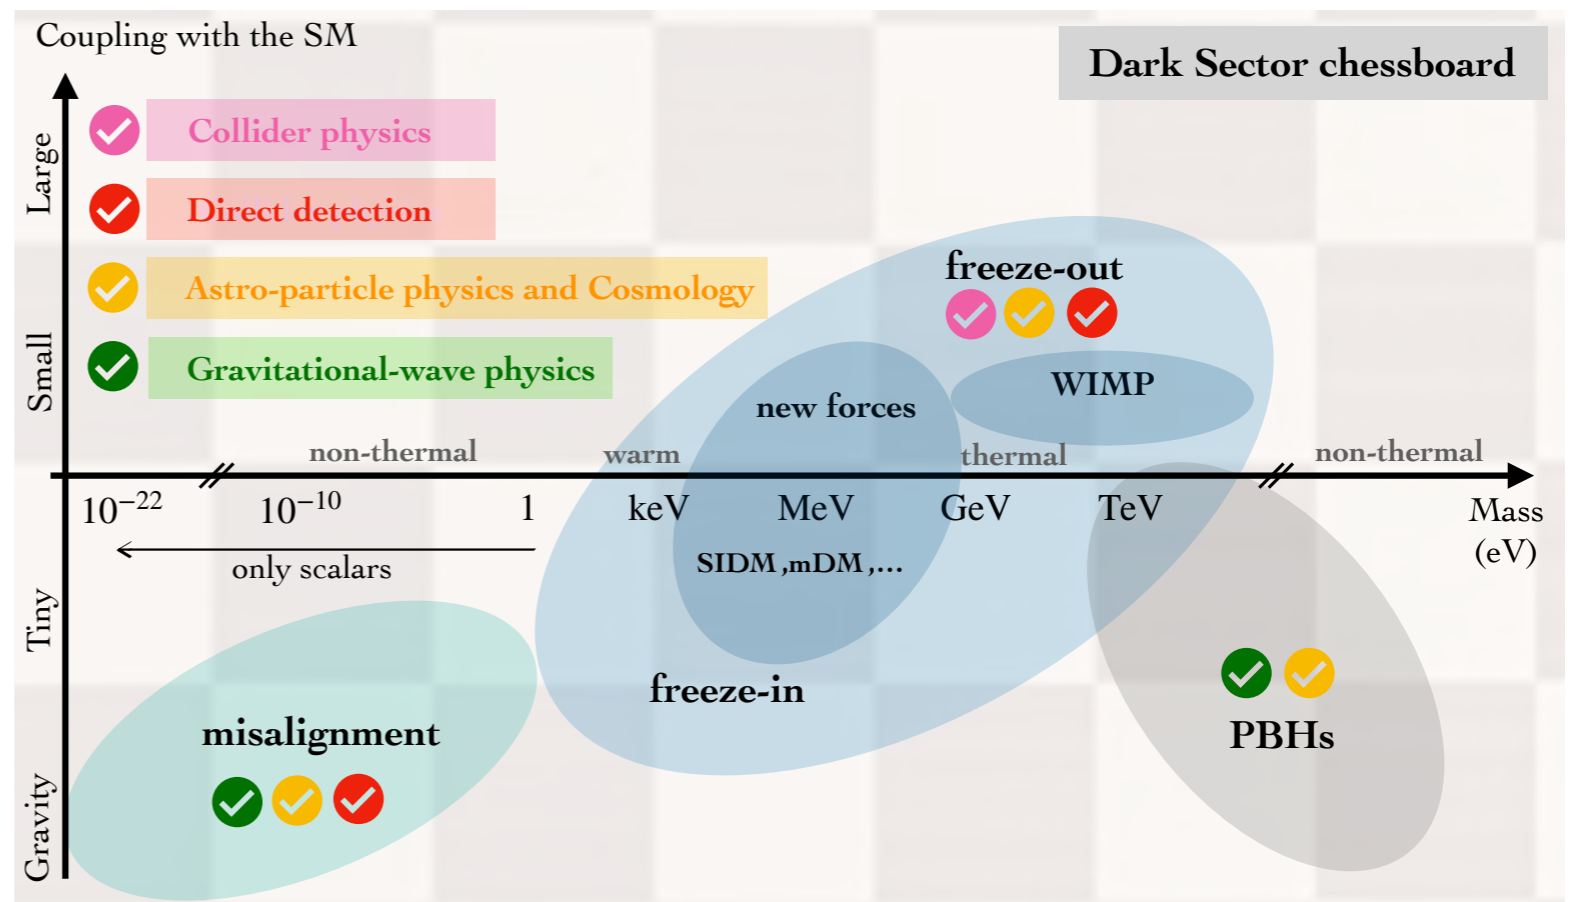 Coupling with the SM
Dark Sector chessboard
Large
Small
Tiny
Gravity
Collider physics
Direct detection
Astro-particle physics and Cosmology
Gravitational-wave physics
freeze-out
WIMP
new forces
non-thermal
warm
thermal
non-thermal
10⁻²²
10⁻¹⁰
1
keV
MeV
GeV
TeV
Mass
(eV)
only scalars
SIDM ,mDM ,...
freeze-in
misalignment
PBHs